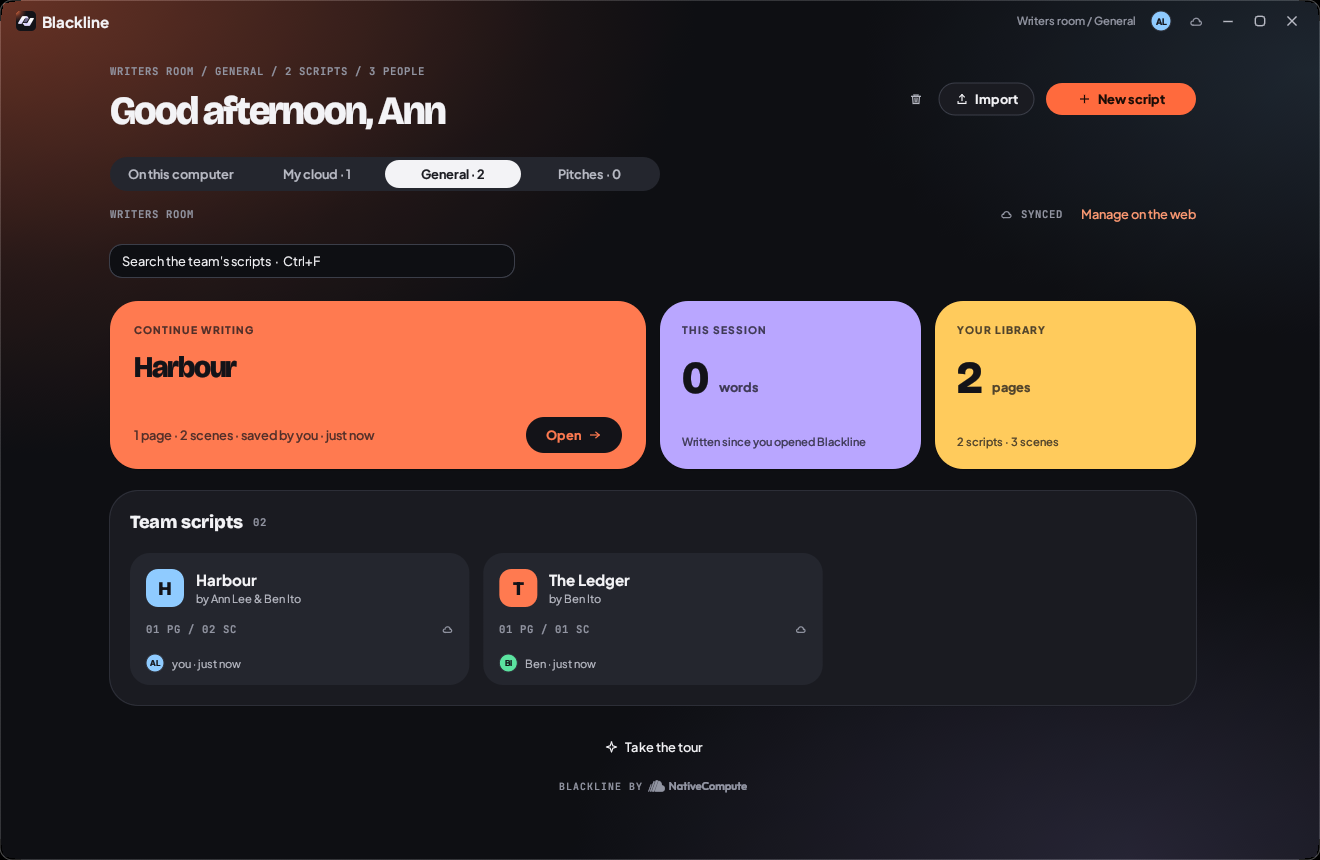 Blackline
Writers room / General
AL
WRITERS ROOM / GENERAL / 2 SCRIPTS / 3 PEOPLE
Good afternoon, Ann
Import
New script
On this computer
My cloud · 1
General · 2
Pitches · 0
WRITERS ROOM
SYNCED
Manage on the web
Search the team's scripts · Ctrl+F
CONTINUE WRITING
Harbour
1 page · 2 scenes · saved by you · just now
Open
THIS SESSION
0 words
Written since you opened Blackline
YOUR LIBRARY
2 pages
2 scripts · 3 scenes
Team scripts 02
H
Harbour
by Ann Lee & Ben Ito
01 PG / 02 SC
AL
you · just now
T
The Ledger
by Ben Ito
01 PG / 01 SC
BI
Ben · just now
Take the tour
BLACKLINE BY NativeCompute